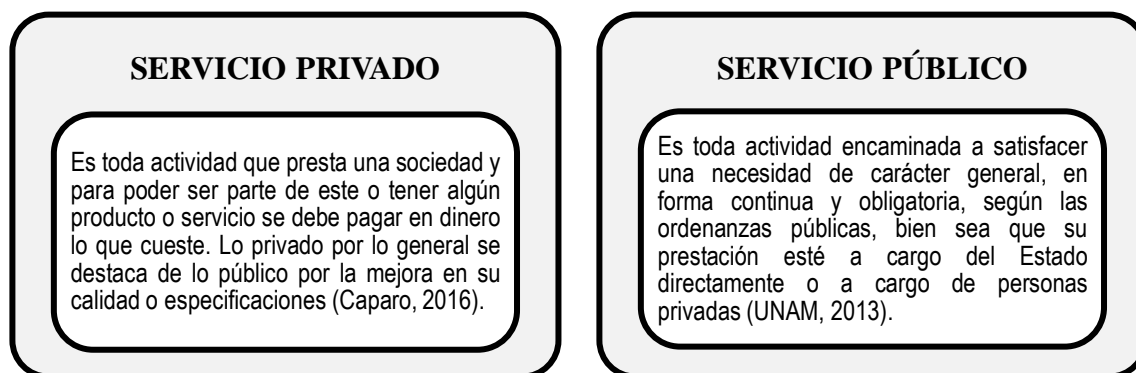 SERVICIO PRIVADO
Es toda actividad que presta una sociedad y
para poder ser parte de este o tener algún
producto o servicio se debe pagar en dinero
lo que cueste. Lo privado por lo general se
destaca de lo público por la mejora en su
calidad o especificaciones (Caparo, 2016).
SERVICIO PÚBLICO
Es toda actividad encaminada a satisfacer
una necesidad de carácter general, en
forma continua y obligatoria, según las
ordenanzas públicas, bien sea que su
prestación esté a cargo del Estado
directamente o a cargo de personas
privadas (UNAM, 2013).